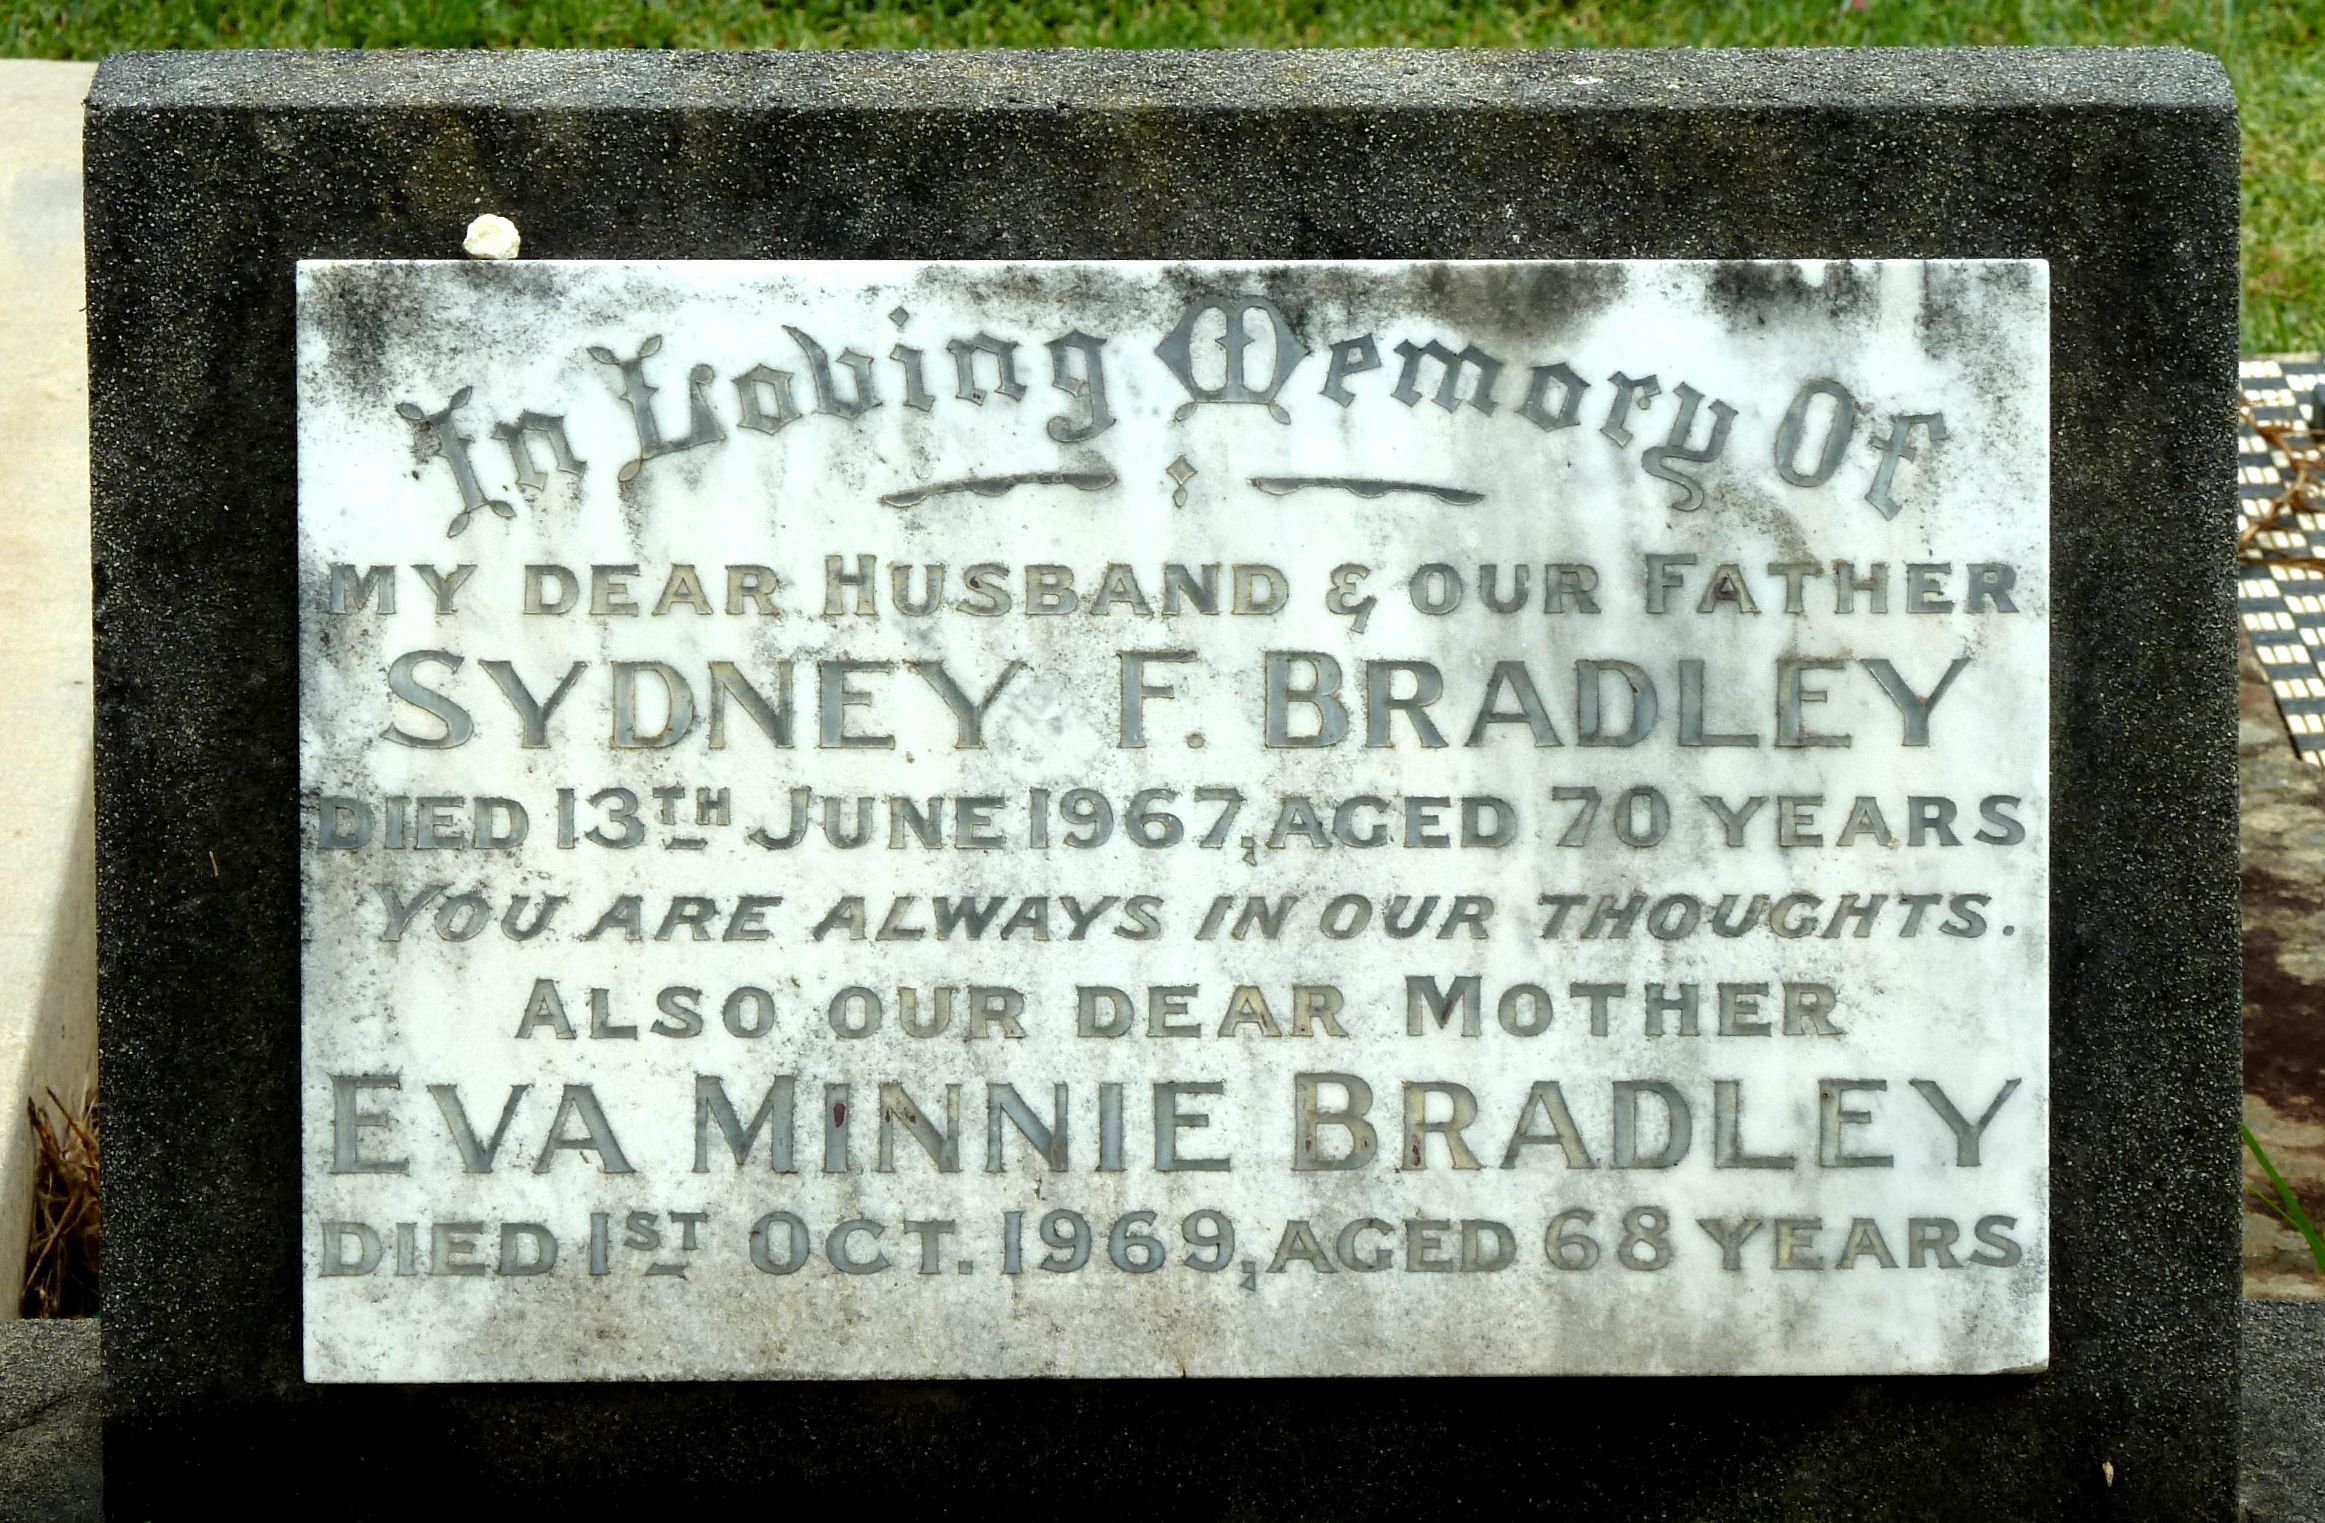 In Loving Memory Of
MY DEAR HUSBAND & OUR FATHER
SYDNEY F. BRADLEY
DIED 13TH JUNE 1967, AGED 70 YEARS
YOU ARE ALWAYS IN OUR THOUGHTS.
ALSO OUR DEAR MOTHER
EVA MINNIE BRADLEY
DIED 1ST OCT. 1969, AGED 68 YEARS